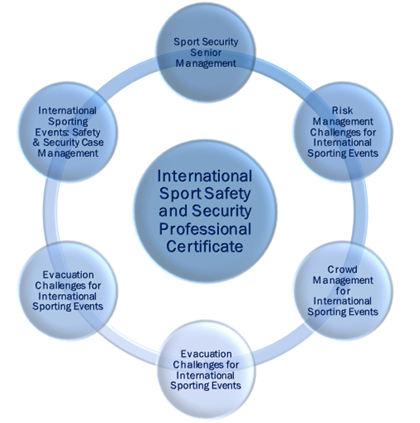 Sport Security
Senior
Management
International
Sporting
Events: Safety
& Security Case
Management
Risk
Management
Challenges for
International
Sporting Events
International
Sport Safety
and Security
Professional
Certificate
Evacuation
Challenges for
International
Sporting Events
Crowd
Management
for
International
Sporting Events
Evacuation
Challenges for
International
Sporting Events